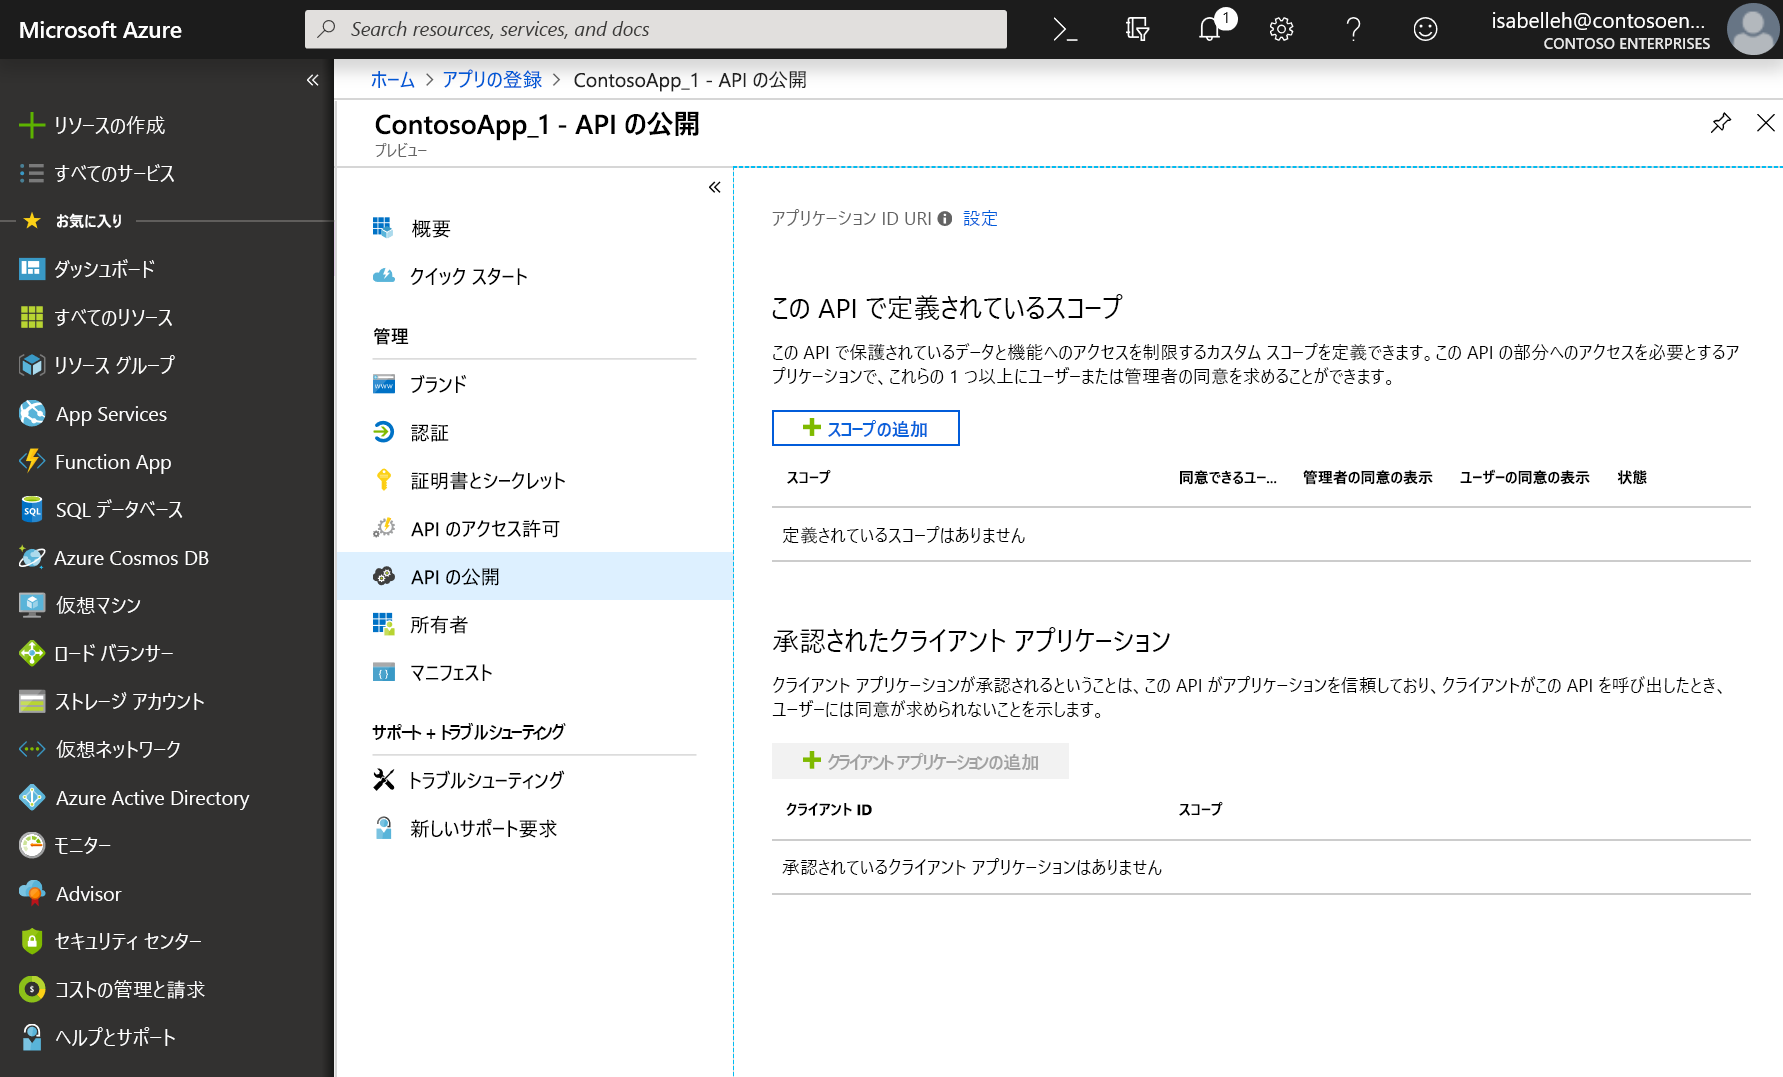 Microsoft Azure
Search resources, services, and docs
1
isabelleh@contosoen...
CONTOSO ENTERPRISES
リソースの作成
すべてのサービス
お気に入り
ダッシュボード
すべてのリソース
リソース グループ
App Services
Function App
SQL データベース
Azure Cosmos DB
仮想マシン
ロード バランサー
ストレージ アカウント
仮想ネットワーク
Azure Active Directory
モニター
Advisor
セキュリティ センター
コストの管理と請求
ヘルプとサポート
ホーム > アプリの登録 > ContosoApp_1 - API の公開
ContosoApp_1 - API の公開
プレビュー
概要
クイック スタート
管理
ブランド
認証
証明書とシークレット
API のアクセス許可
API の公開
所有者
マニフェスト
サポート + トラブルシューティング
トラブルシューティング
新しいサポート要求
アプリケーション ID URI 設定
この API で定義されているスコープ
この API で保護されているデータと機能へのアクセスを制限するカスタム スコープを定義できます。この API の部分へのアクセスを必要とするア
プリケーションで、これらの 1 つ以上にユーザーまたは管理者の同意を求めることができます。
スコープの追加
スコープ 同意できるユー... 管理者の同意の表示 ユーザーの同意の表示 状態
定義されているスコープはありません
承認されたクライアント アプリケーション
クライアント アプリケーションが承認されるということは、この API がアプリケーションを信頼しており、クライアントがこの API を呼び出したとき、
ユーザーには同意が求められないことを示します。
クライアント アプリケーションの追加
クライアント ID スコープ
承認されているクライアント アプリケーションはありません